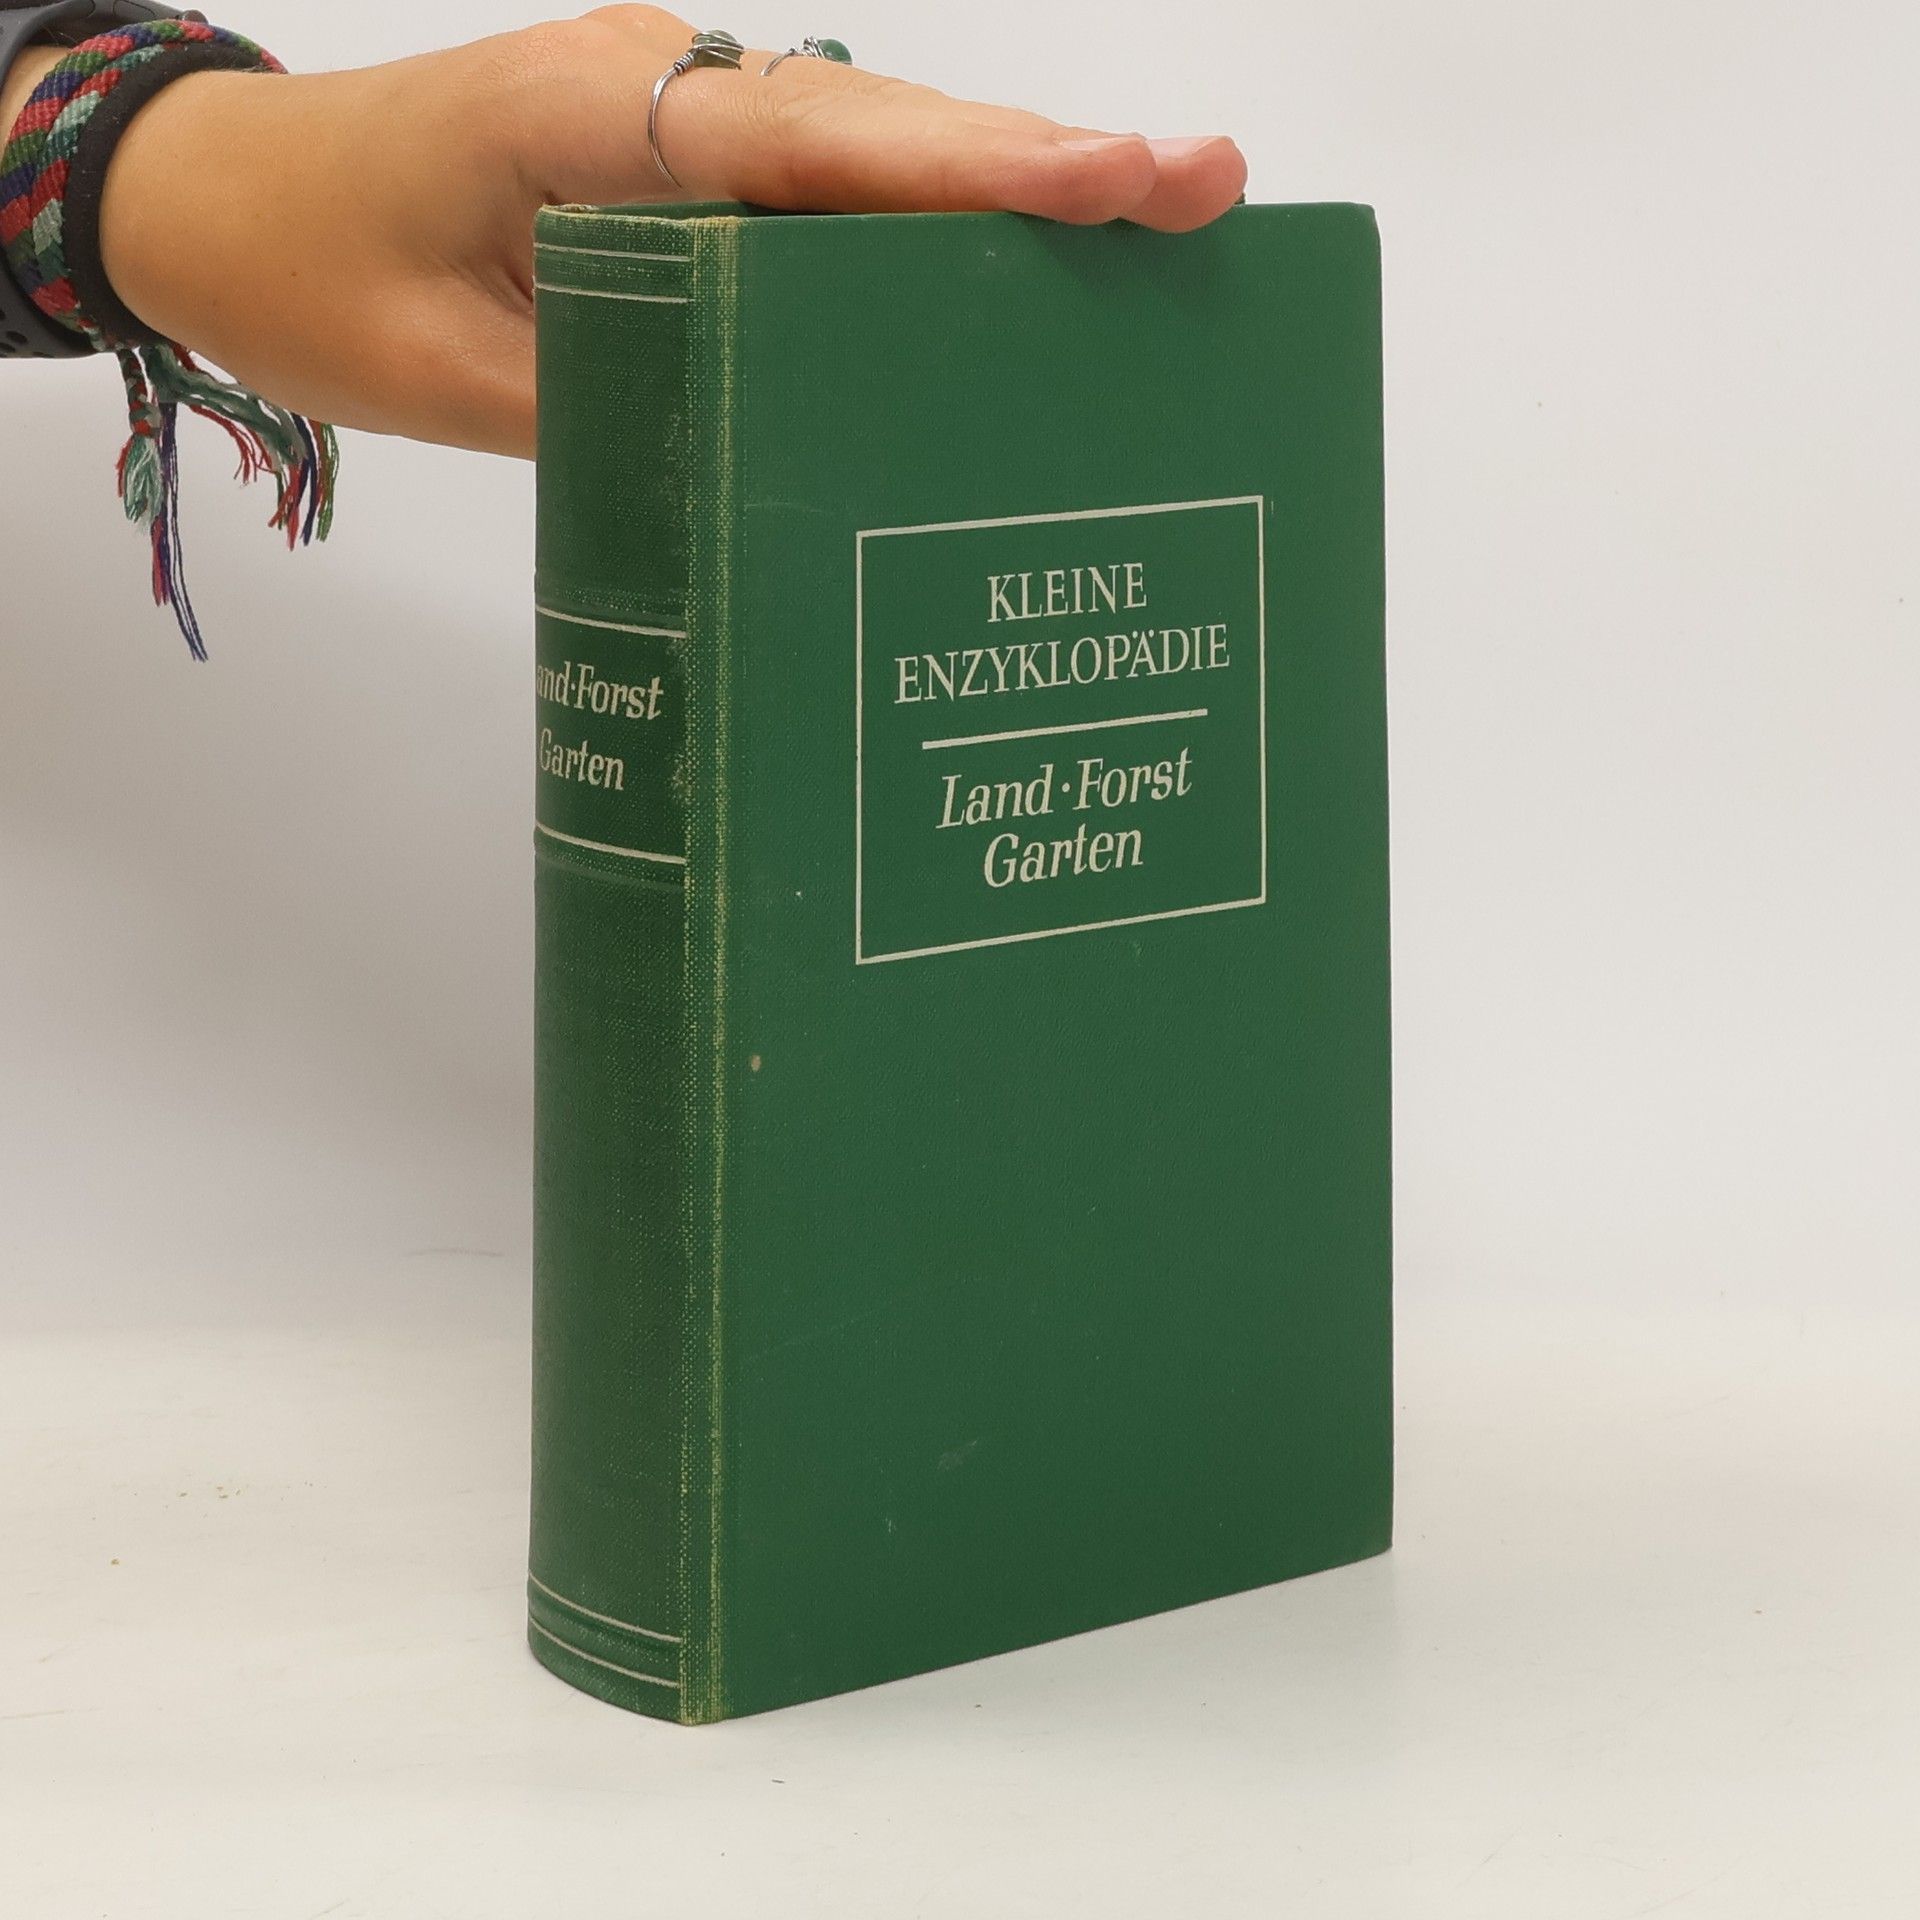 and·Forst
Garten
KLEINE
ENZYKLOPÄDIE
Land·Forst
Garten